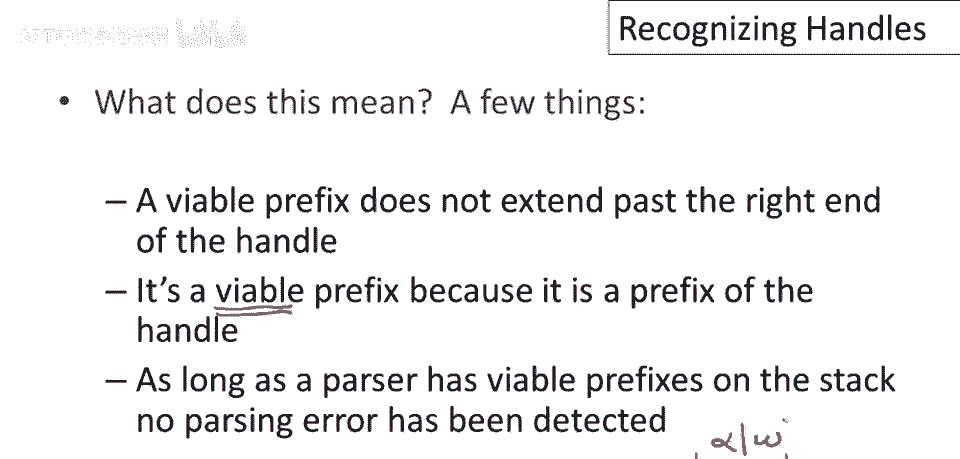 Recognizing Handles
• What does this mean? A few things:
– A viable prefix does not extend past the right end
of the handle
– It's a viable prefix because it is a prefix of the
handle
– As long as a parser has viable prefixes on the stack
no parsing error has been detected
α|ω